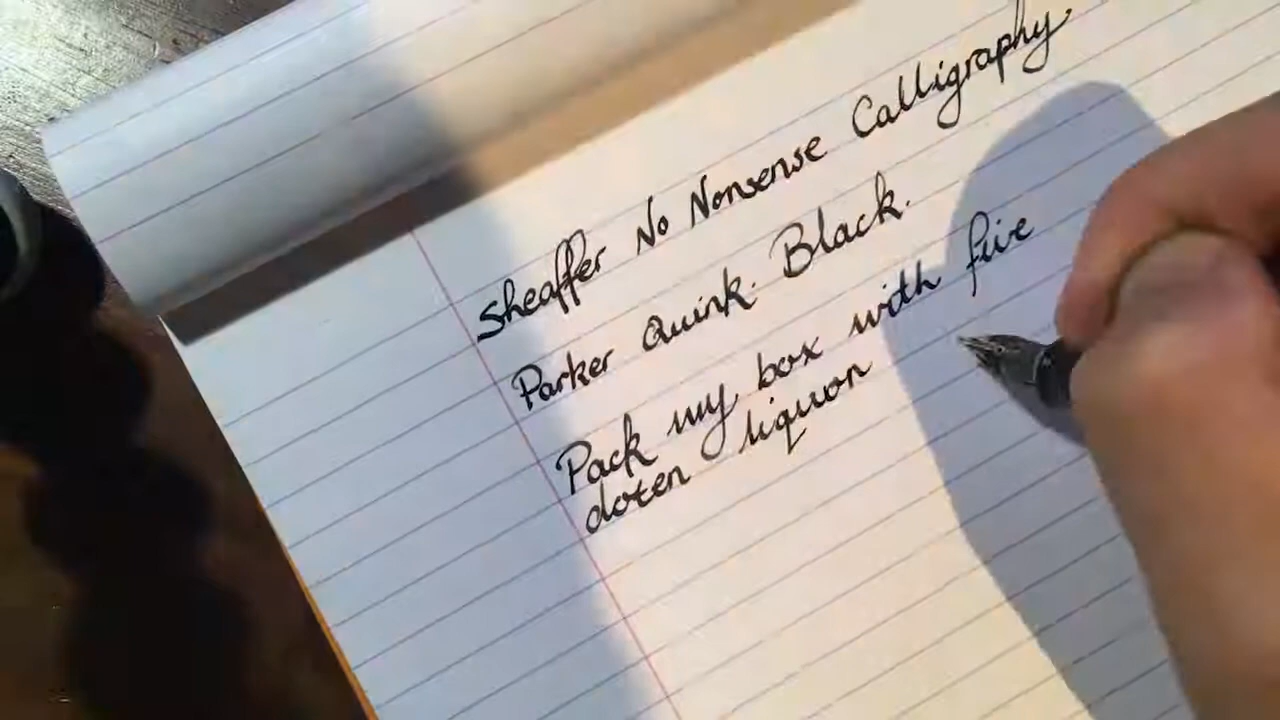 Sheaffer No Nonsense Calligraphy
Parker Quink. Black.
Pack my box with five
dozen liquor